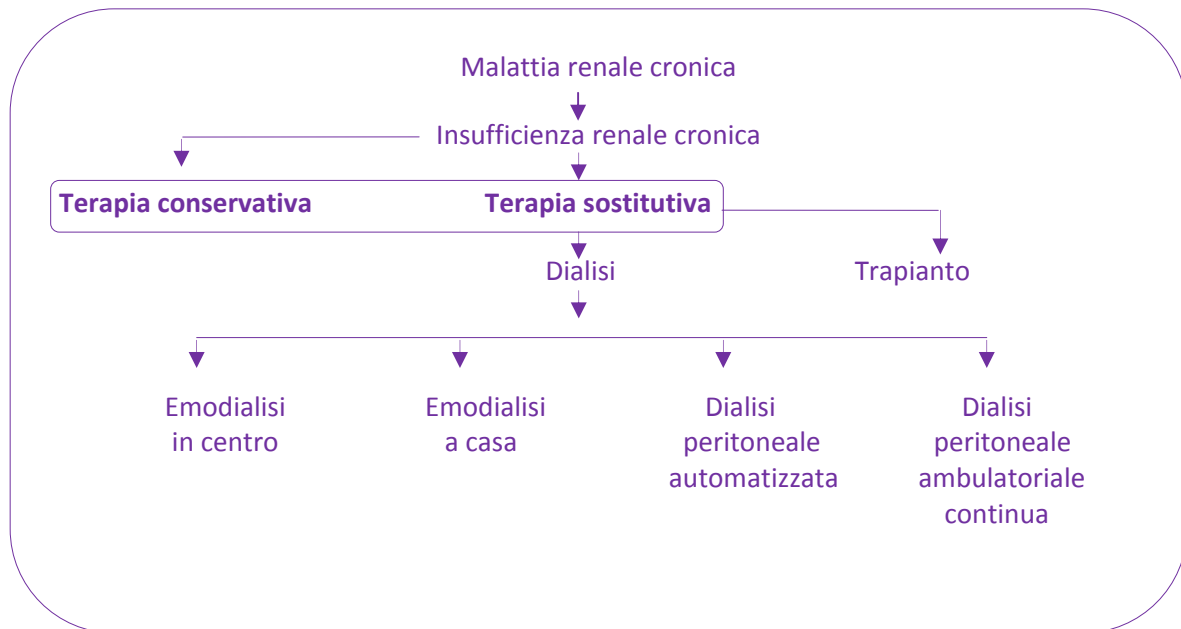 Malattia renale cronica
Insufficienza renale cronica
Terapia conservativa
Terapia sostitutiva
Dialisi
Trapianto
Emodialisi
in centro
Emodialisi
a casa
Dialisi
peritoneale
automatizzata
Dialisi
peritoneale
ambulatoriale
continua